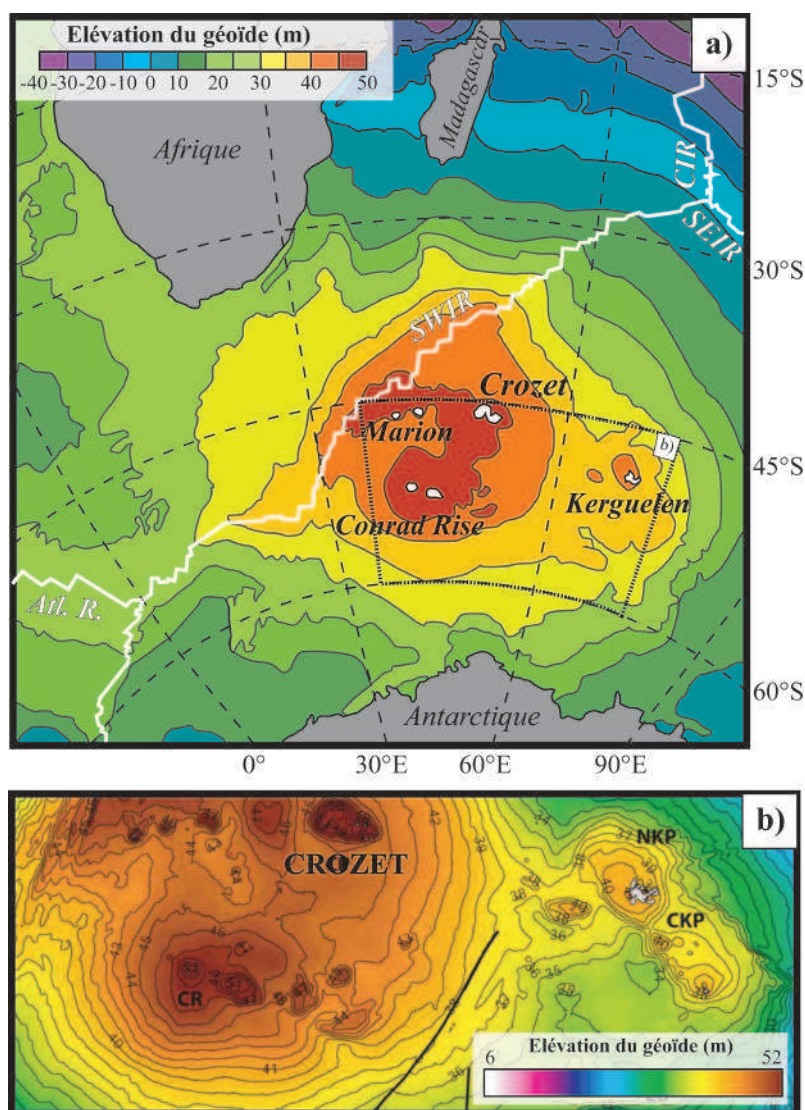 Elévation du géoïde (m)
-40 -30 -20 -10 0 10 20 30 40 50
a)
Afrique
Madagascar
15°S
CIR
SEIR
30°S
SWIR
Crozet
Marion
b)
45°S
Kerguelen
Conrad Rise
Atl. R.
60°S
Antarctique
0° 30°E 60°E 90°E
b)
NKP
CROZET
CKP
CR
Elévation du géoïde (m)
6 52